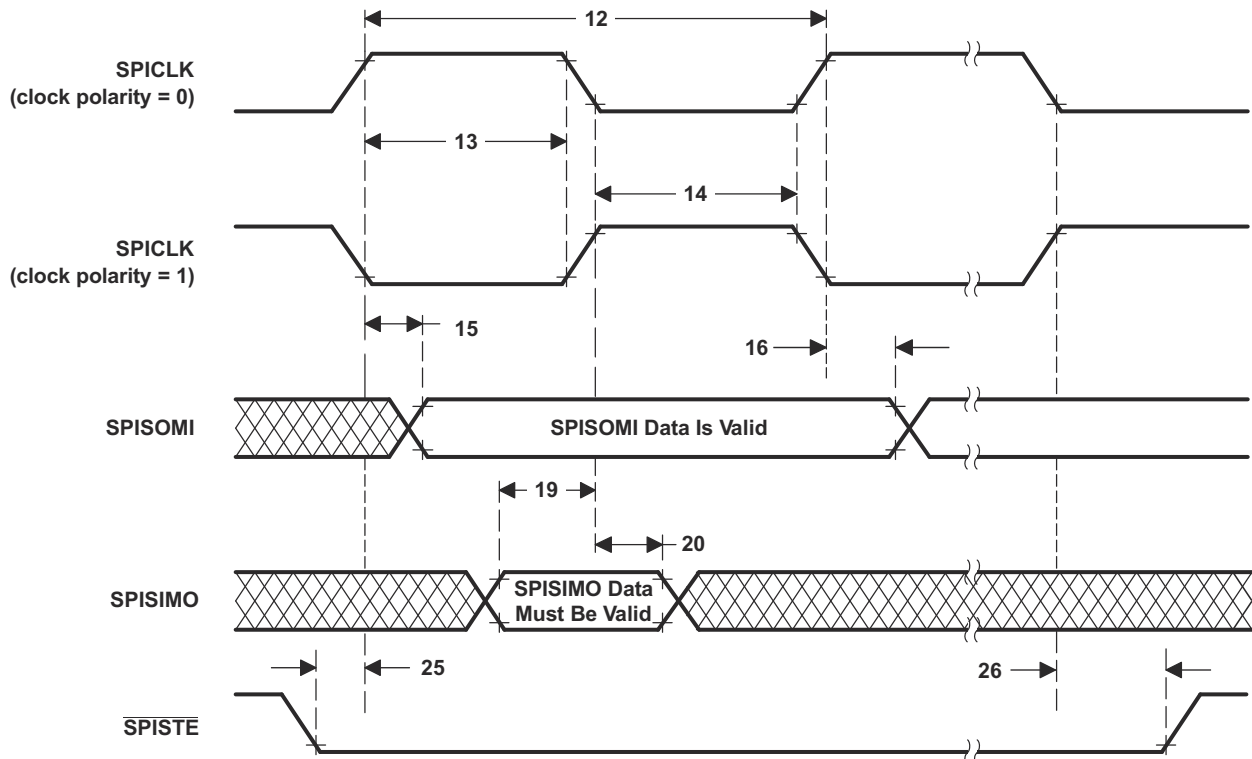 12
SPICLK
(clock polarity = 0)
13
14
SPICLK
(clock polarity = 1)
15
16
SPISOMI
SPISOMI Data Is Valid
19
20
SPISIMO
SPISIMO Data
Must Be Valid
25
26
SPISTE